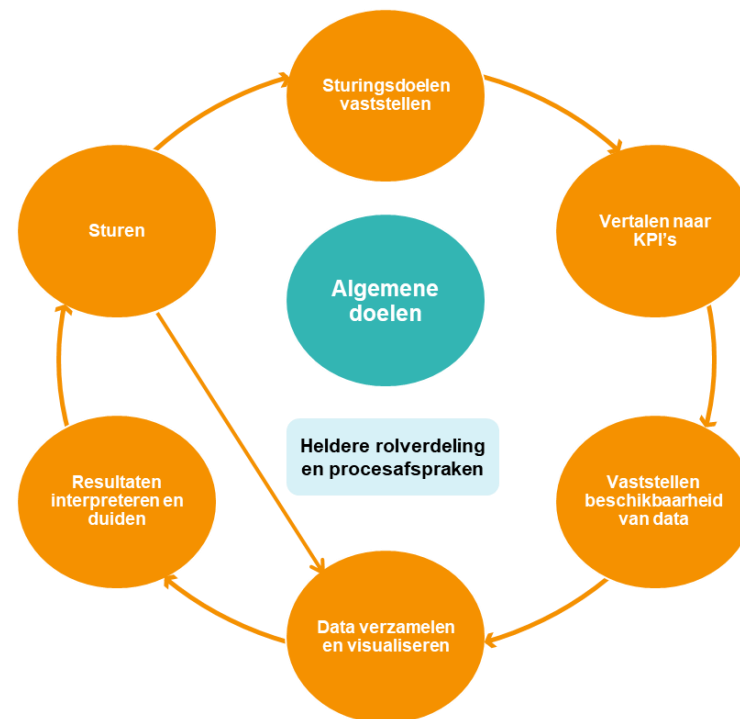 Sturingsdoelen
vaststellen
Vertalen naar
KPI's
Vaststellen
beschikbaarheid
van data
Data verzamelen
en visualiseren
Resultaten
interpreteren en
duiden
Sturen
Algemene
doelen
Heldere rolverdeling
en procesafspraken